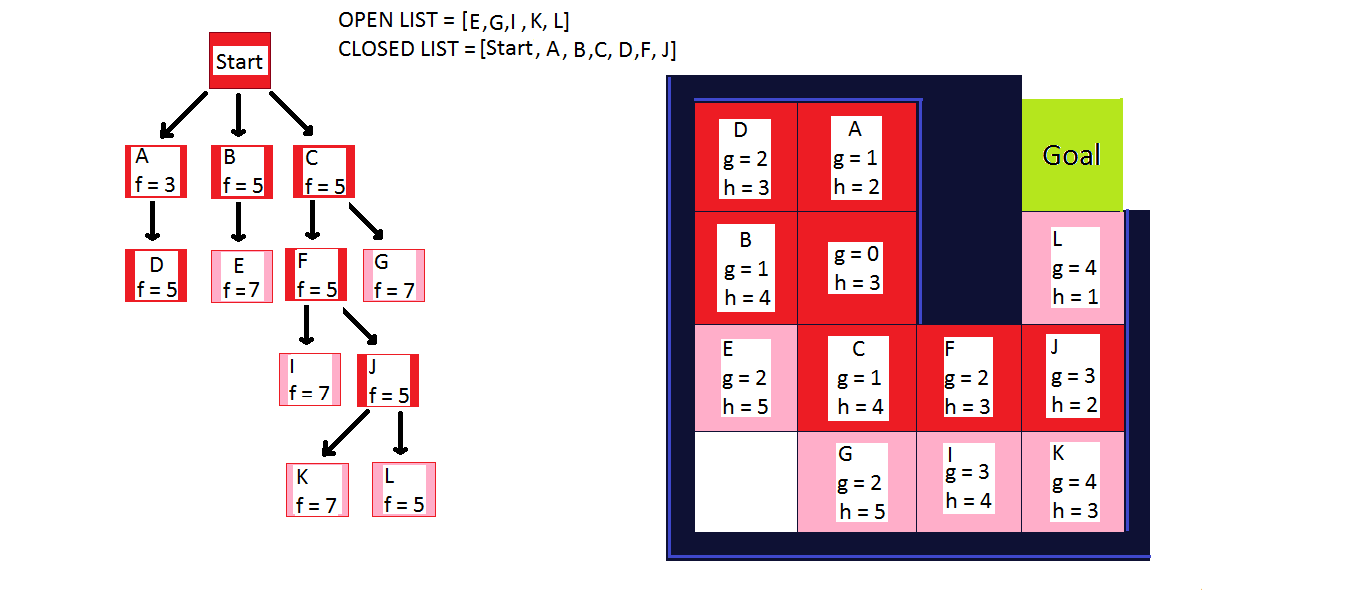 OPEN LIST = [E,G,I ,K, L]
CLOSED LIST = [Start, A, B,C, D,F, J]
Start
A
f = 3
B
f = 5
C
f = 5
D
f = 5
E
f =7
F
f = 5
G
f = 7
I
f = 7
J
f = 5
K
f = 7
L
f = 5
D
g = 2
h = 3
A
g = 1
h = 2
Goal
B
g = 1
h = 4
g = 0
h = 3
L
g = 4
h = 1
E
g = 2
h = 5
C
g = 1
h = 4
F
g = 2
h = 3
J
g = 3
h = 2
G
g = 2
h = 5
I
g = 3
h = 4
K
g = 4
h = 3